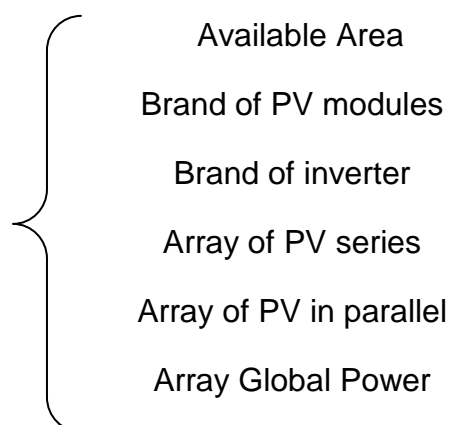 Available Area
Brand of PV modules
Brand of inverter
Array of PV series
Array of PV in parallel
Array Global Power